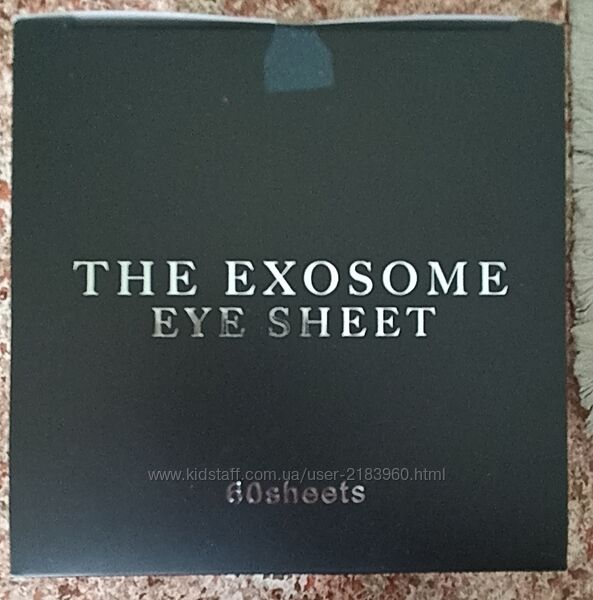 THE EXOSOME
EYE SHEET
www.kidstaff.com.ua/user-2183960.html
60sheets